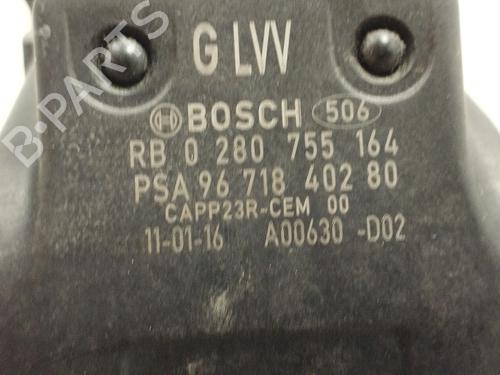 G LVV
BOSCH 506
RB 0 280 755 164
PSA 96 718 402 80
CAPP23R-CEM 00
11-01-16 A00630-D02
B-PARTS